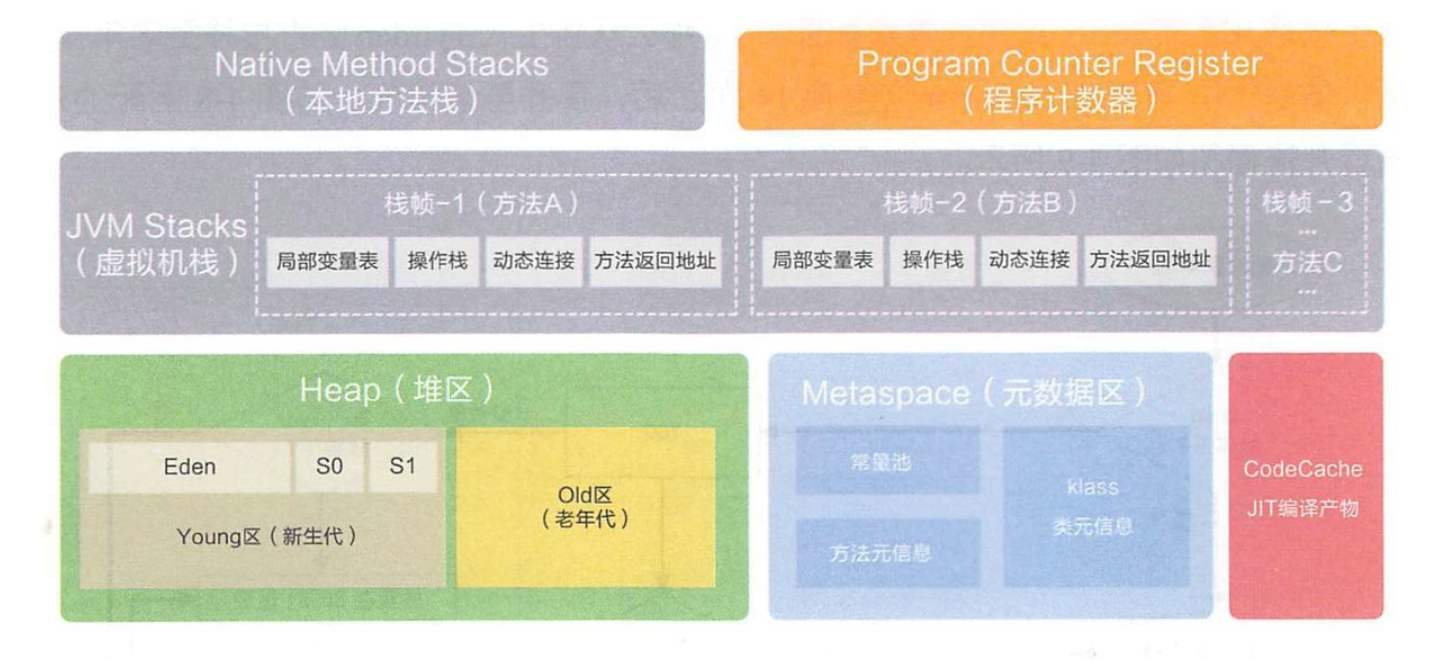 Native Method Stacks
（本地方法栈）
Program Counter Register
（程序计数器）
JVM Stacks
（虚拟机栈）
栈帧-1（方法A）
局部变量表
操作栈
动态连接
方法返回地址
栈帧-2（方法B）
局部变量表
操作栈
动态连接
方法返回地址
栈帧-3
...
方法C
...
Heap（堆区）
Eden
S0
S1
Young区（新生代）
Old区
（老年代）
Metaspace（元数据区）
常量池
方法元信息
klass
类元信息
CodeCache
JIT编译产物